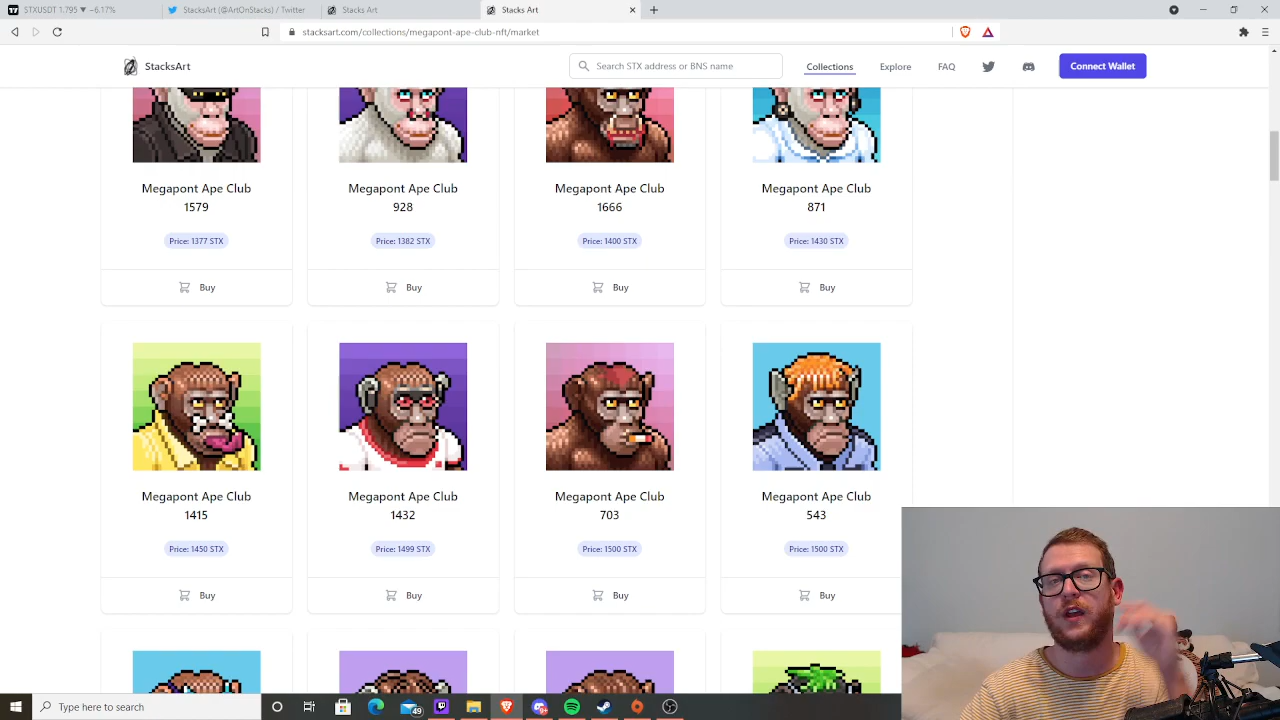 STXUSDT 1.795 ▼ −6.17%
StacksArt (@ArtOnStacks) / Twitter
Stacks Art
Stacks Art
stacksart.com/collections/megapont-ape-club-nft/market
StacksArt
Search STX address or BNS name
Collections
Explore
FAQ
Connect Wallet
Megapont Ape Club
1579
Price: 1377 STX
Buy
Megapont Ape Club
928
Price: 1382 STX
Buy
Megapont Ape Club
1666
Price: 1400 STX
Buy
Megapont Ape Club
871
Price: 1430 STX
Buy
Megapont Ape Club
1415
Price: 1450 STX
Buy
Megapont Ape Club
1432
Price: 1499 STX
Buy
Megapont Ape Club
703
Price: 1500 STX
Buy
Megapont Ape Club
543
Price: 1500 STX
Buy
Type here to search
49